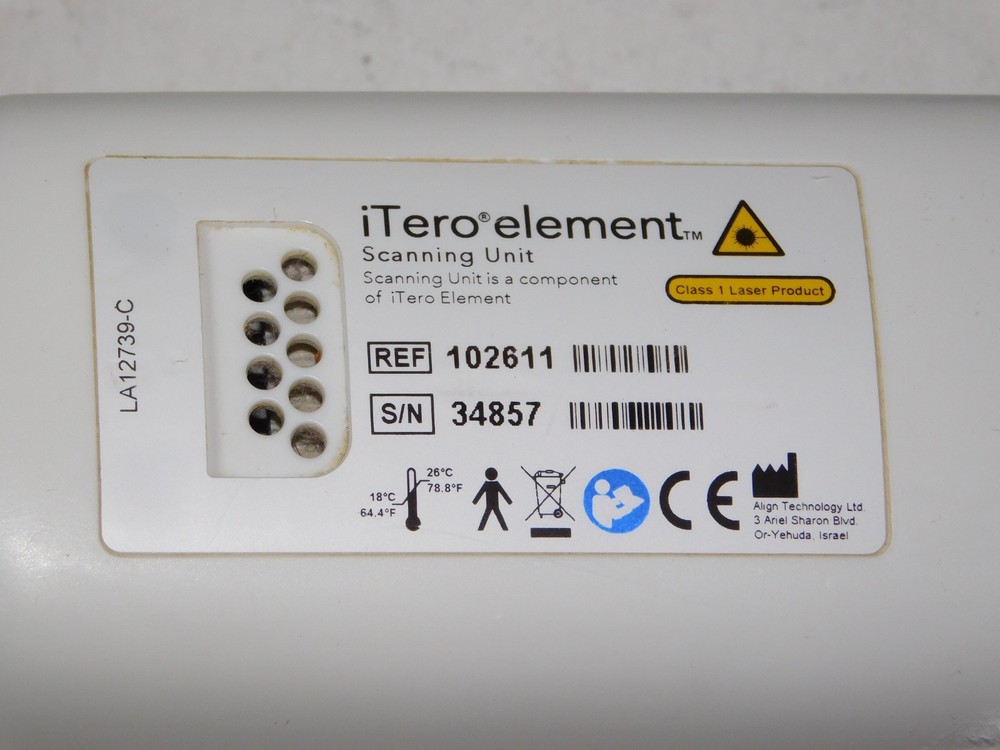 iTero® element™
Scanning Unit
Scanning Unit is a component
of iTero Element
Class 1 Laser Product
LA12739-C
REF 102611
S/N 34857
26°C
78.8°F
18°C
64.4°F
CE
Align Technology Ltd.
3 Ariel Sharon Blvd.
Or-Yehuda, Israel